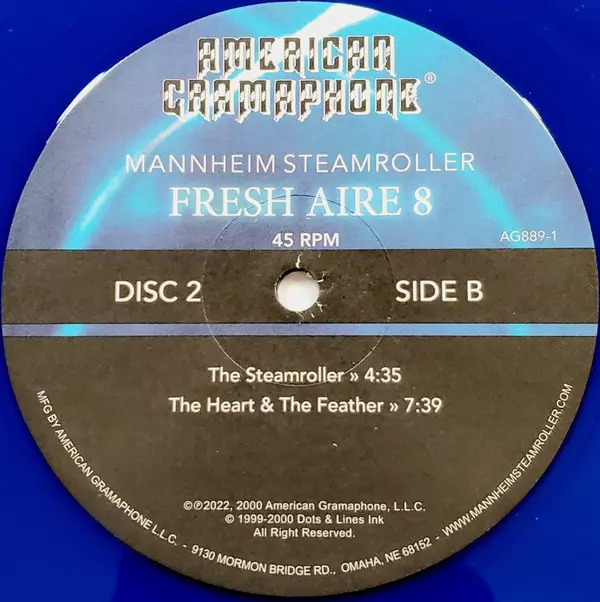 AMERICAN
GRAMAPHONE®
MANNHEIM STEAMROLLER
FRESH AIRE 8
45 RPM
AG889-1
DISC 2
SIDE B
The Steamroller » 4:35
The Heart & The Feather » 7:39
©℗2022, 2000 American Gramaphone, L.L.C.
© 1999-2000 Dots & Lines Ink
All Right Reserved.
MFG BY AMERICAN GRAMAPHONE L.L.C. - 9130 MORMON BRIDGE RD., OMAHA, NE 68152 - WWW.MANNHEIMSTEAMROLLER.COM